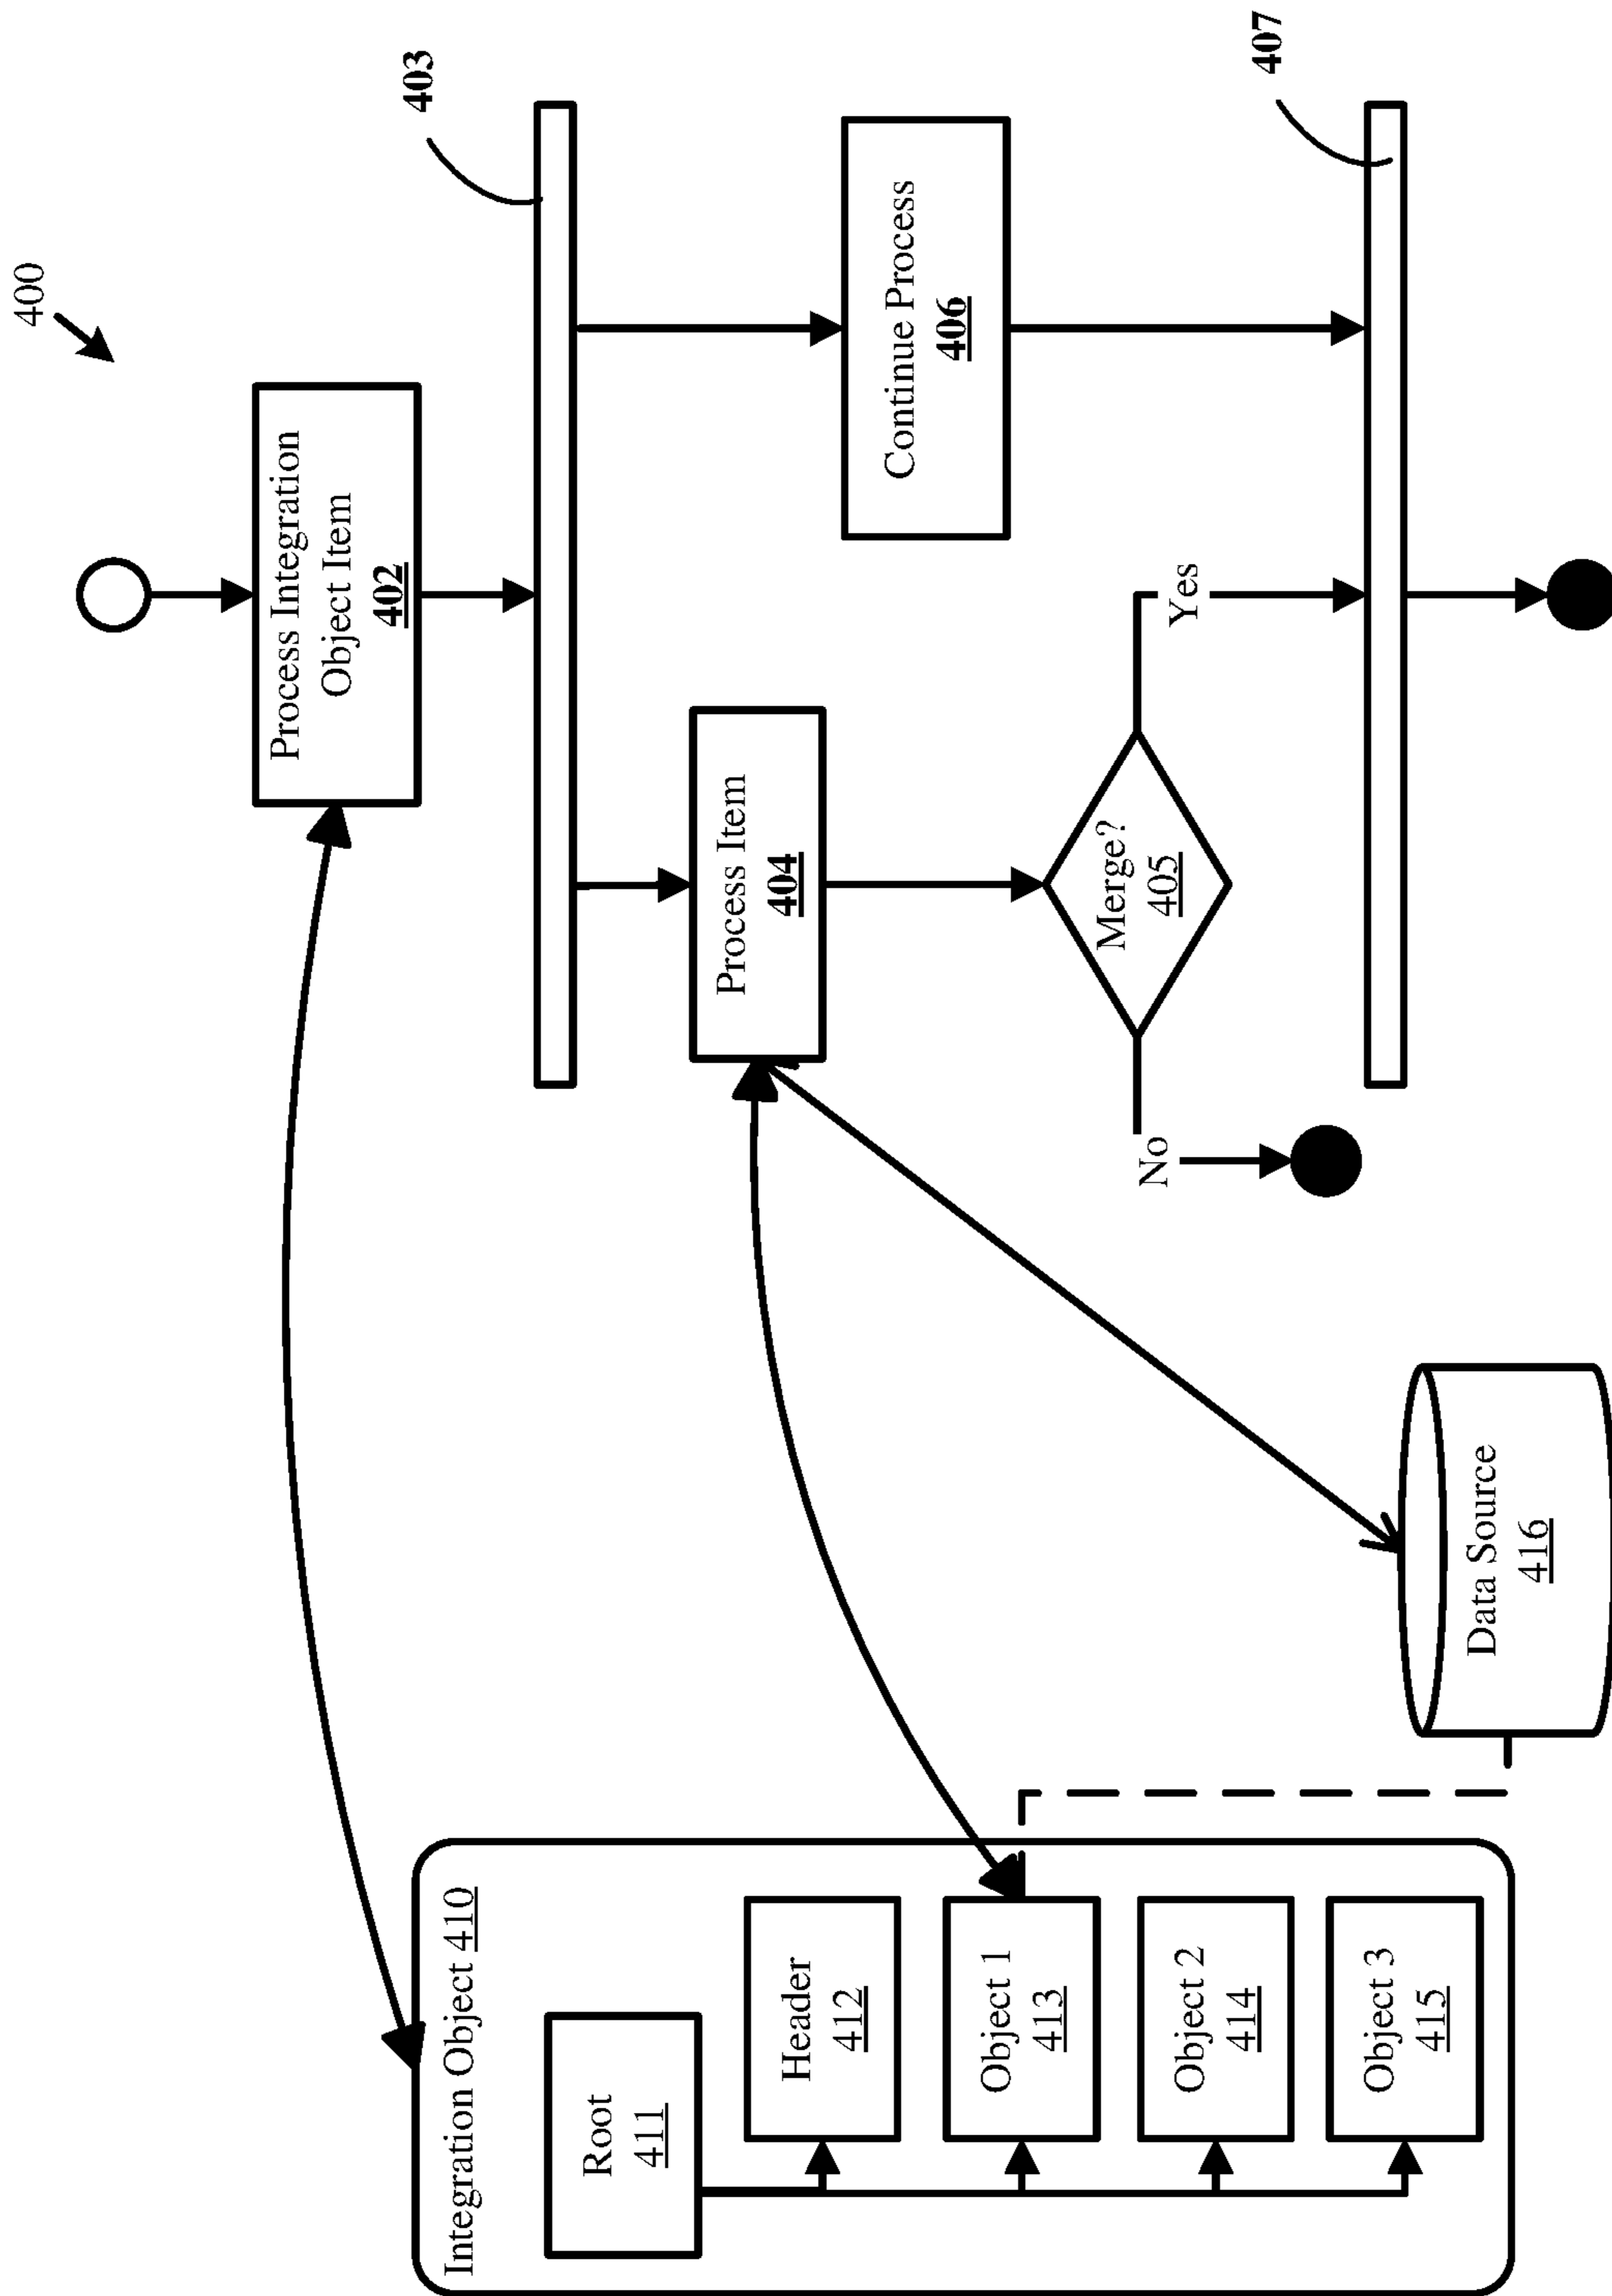 400
Process Integration
Object Item
402
403
Process Item
404
Continue Process
406
Merge?
405
No
Yes
407
Integration Object 410
Root
411
Header
412
Object 1
413
Object 2
414
Object 3
415
Data Source
416